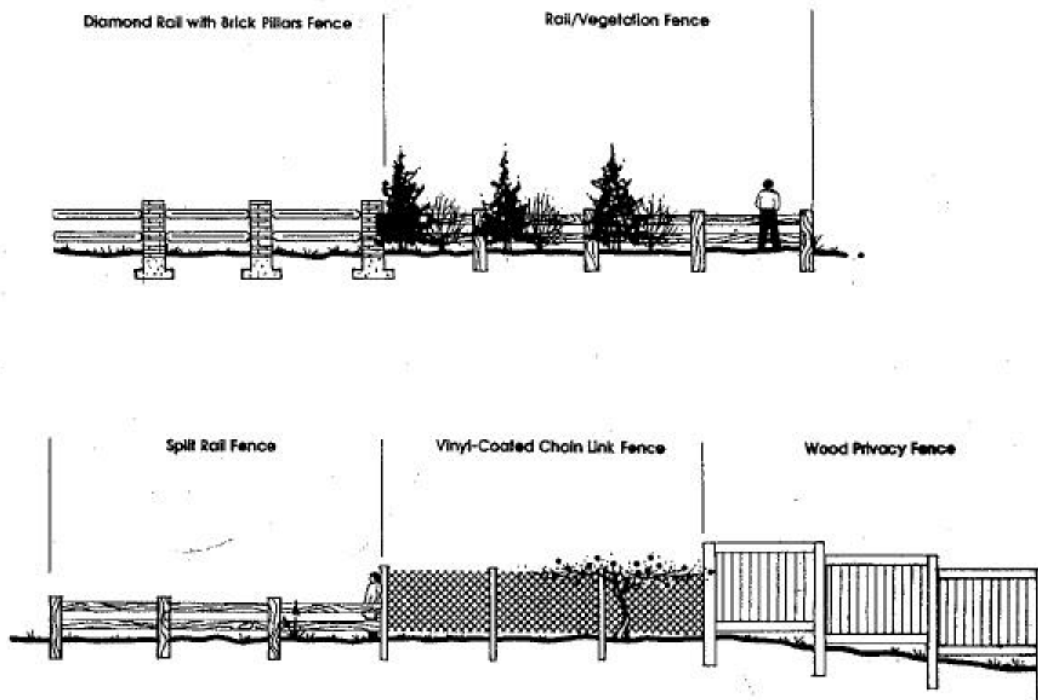 Diamond Rail with Brick Pillars Fence
Rail/Vegetation Fence
Split Rail Fence
Vinyl-Coated Chain Link Fence
Wood Privacy Fence